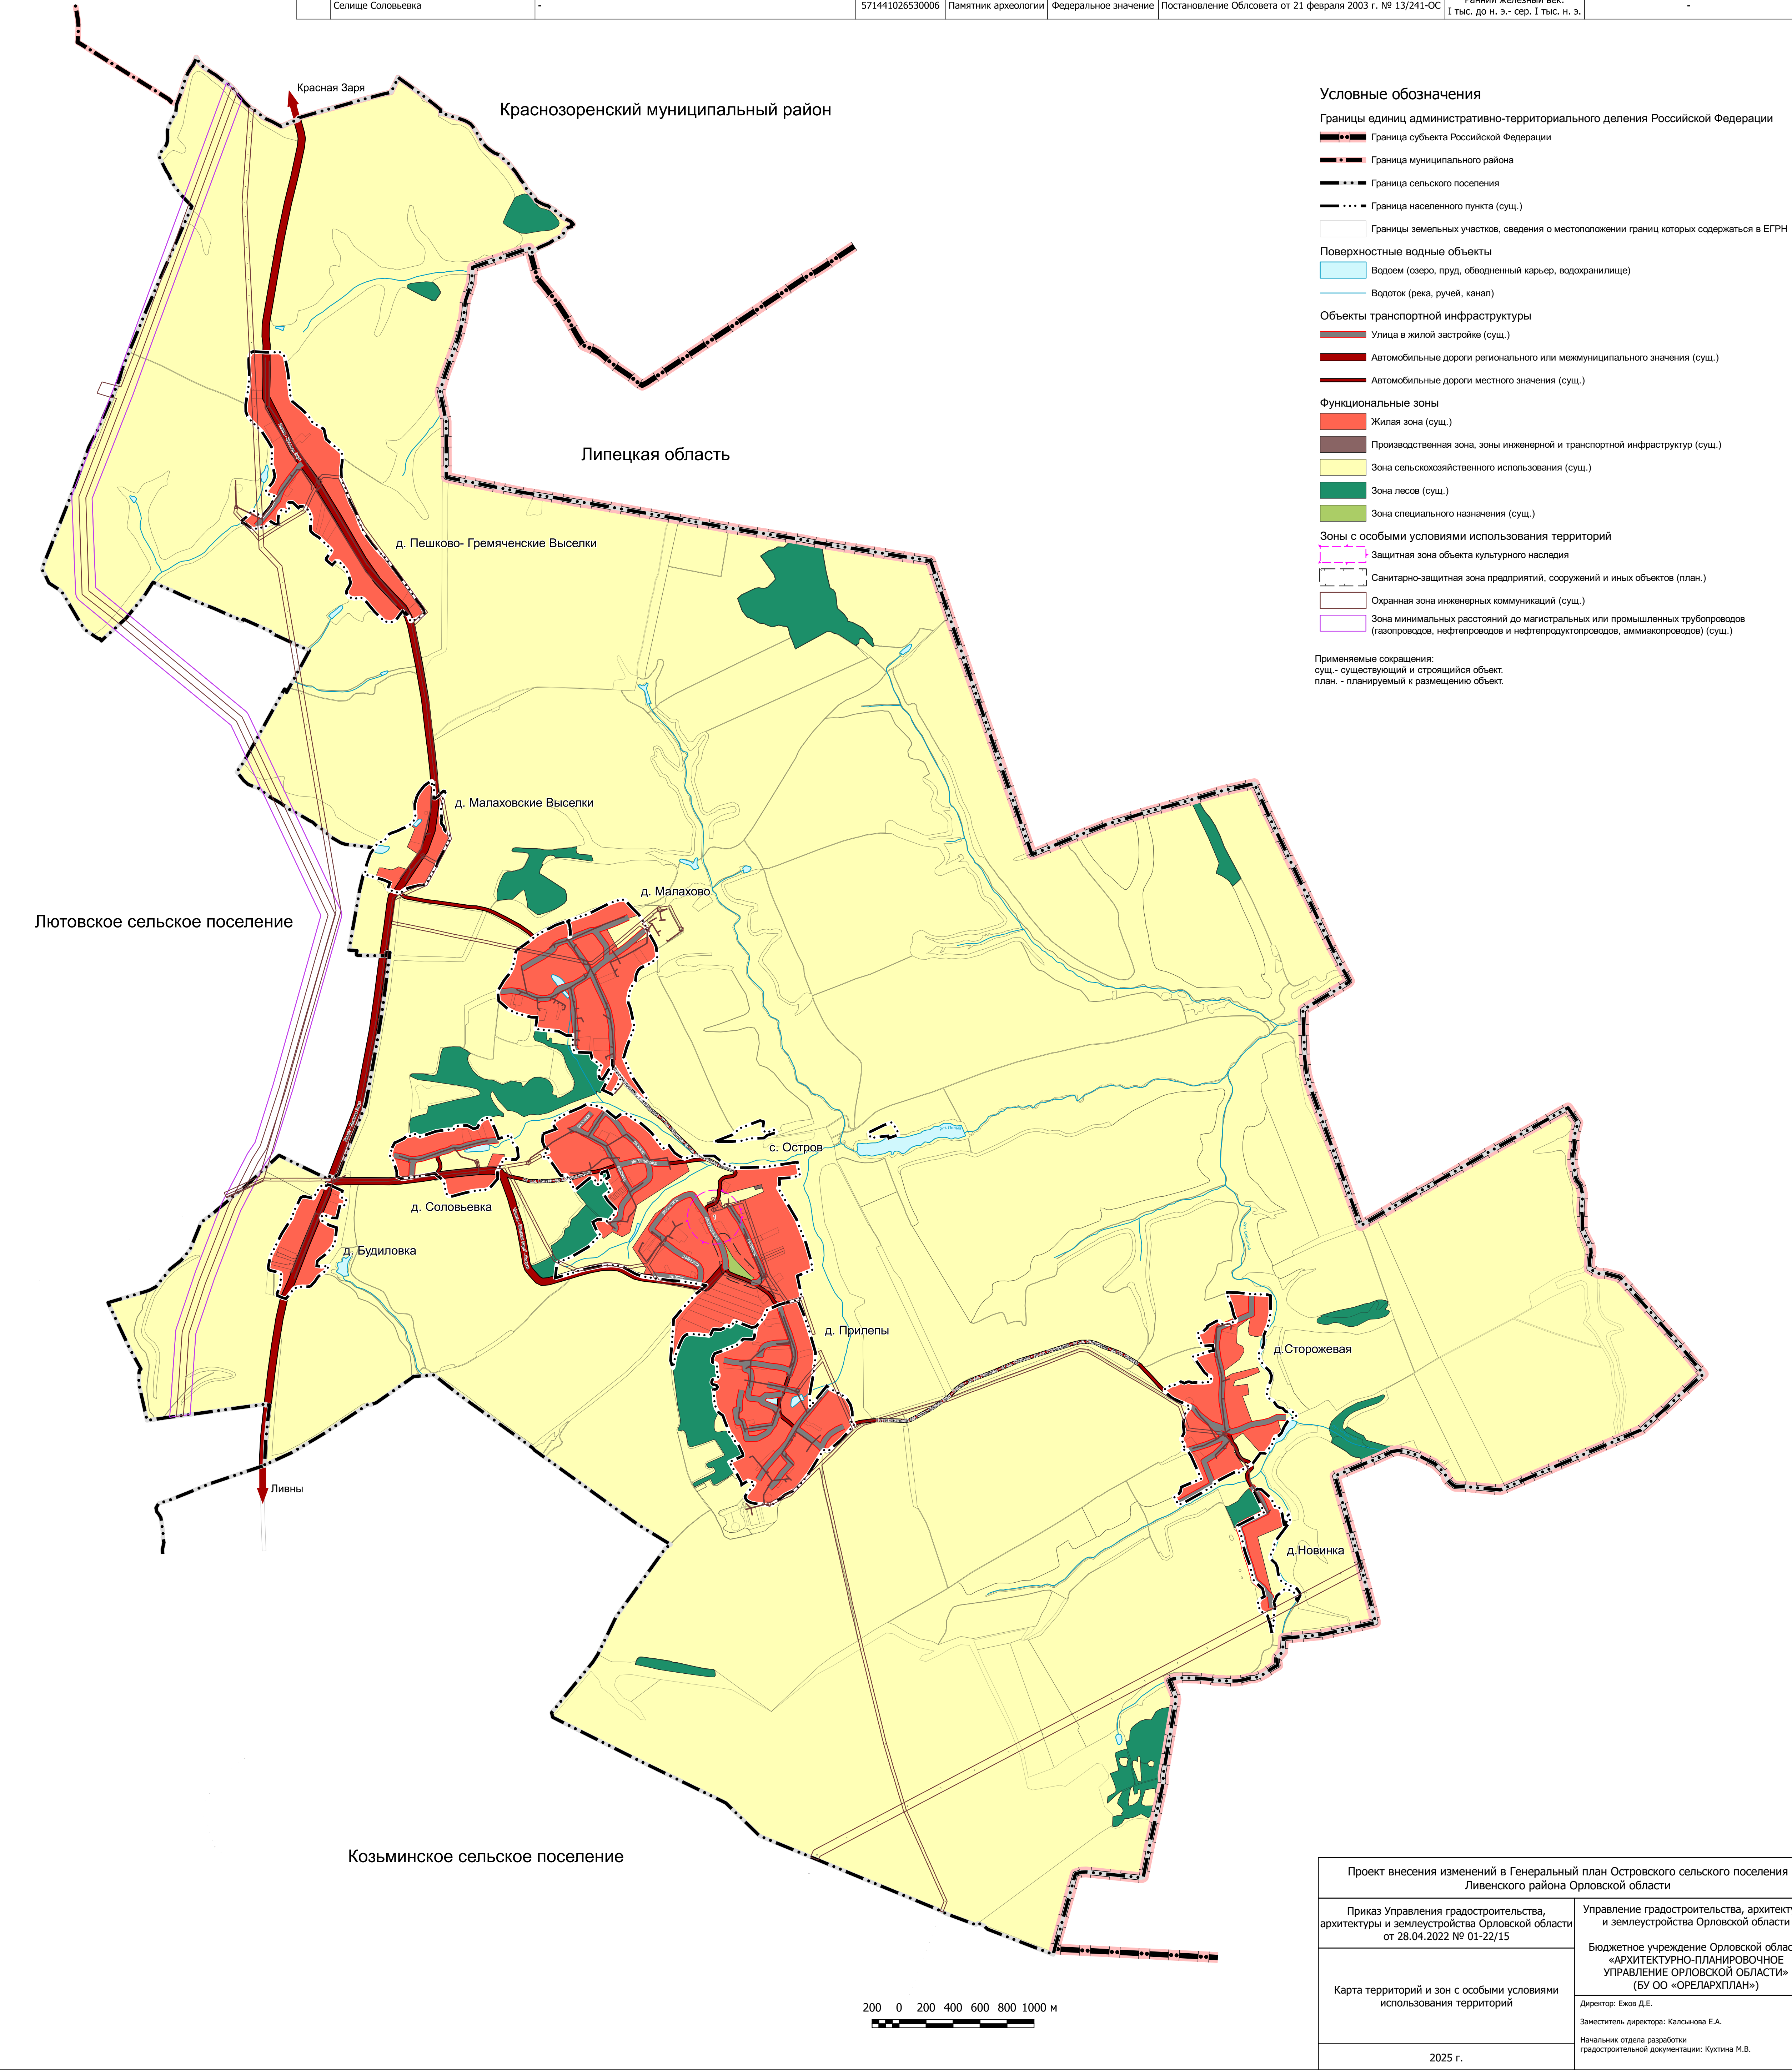 Селище Соловьевка
-
571441026530006
Памятник археологии
Федеральное значение
Постановление Облсовета от 21 февраля 2003 г. № 13/241-ОС
Ранний железный век.
I тыс. до н. э.- сер. I тыс. н. э.
-
Красная Заря
Краснозоренский муниципальный район
Условные обозначения
Границы единиц административно-территориального деления Российской Федерации
Граница субъекта Российской Федерации
Граница муниципального района
Граница сельского поселения
Граница населенного пункта (сущ.)
Границы земельных участков, сведения о местоположении границ которых содержаться в ЕГРН
Поверхностные водные объекты
Водоем (озеро, пруд, обводненный карьер, водохранилище)
Водоток (река, ручей, канал)
Объекты транспортной инфраструктуры
Улица в жилой застройке (сущ.)
Автомобильные дороги регионального или межмуниципального значения (сущ.)
Автомобильные дороги местного значения (сущ.)
Функциональные зоны
Жилая зона (сущ.)
Производственная зона, зоны инженерной и транспортной инфраструктур (сущ.)
Зона сельскохозяйственного использования (сущ.)
Зона лесов (сущ.)
Зона специального назначения (сущ.)
Зоны с особыми условиями использования территорий
Защитная зона объекта культурного наследия
Санитарно-защитная зона предприятий, сооружений и иных объектов (план.)
Охранная зона инженерных коммуникаций (сущ.)
Зона минимальных расстояний до магистральных или промышленных трубопроводов
(газопроводов, нефтепроводов и нефтепродуктопроводов, аммиакопроводов) (сущ.)
Применяемые сокращения:
сущ.- существующий и строящийся объект.
план. - планируемый к размещению объект.
Липецкая область
д. Пешково- Гремяченские Выселки
д. Малаховские Выселки
д. Малахово
Лютовское сельское поселение
с. Остров
д. Соловьевка
д. Будиловка
д. Прилепы
д.Сторожевая
Ливны
д.Новинка
Козьминское сельское поселение
200 0 200 400 600 800 1000 м
Проект внесения изменений в Генеральный план Островского сельского поселения
Ливенского района Орловской области
Приказ Управления градостроительства,
архитектуры и землеустройства Орловской области
от 28.04.2022 № 01-22/15
Управление градостроительства, архитекту
и землеустройства Орловской области
Бюджетное учреждение Орловской облас
«АРХИТЕКТУРНО-ПЛАНИРОВОЧНОЕ
УПРАВЛЕНИЕ ОРЛОВСКОЙ ОБЛАСТИ»
(БУ ОО «ОРЕЛАРХПЛАН»)
Карта территорий и зон с особыми условиями
использования территорий
Директор: Ежов Д.Е.
Заместитель директора: Калсынова Е.А.
Начальник отдела разработки
градостроительной документации: Кухтина М.В.
2025 г.